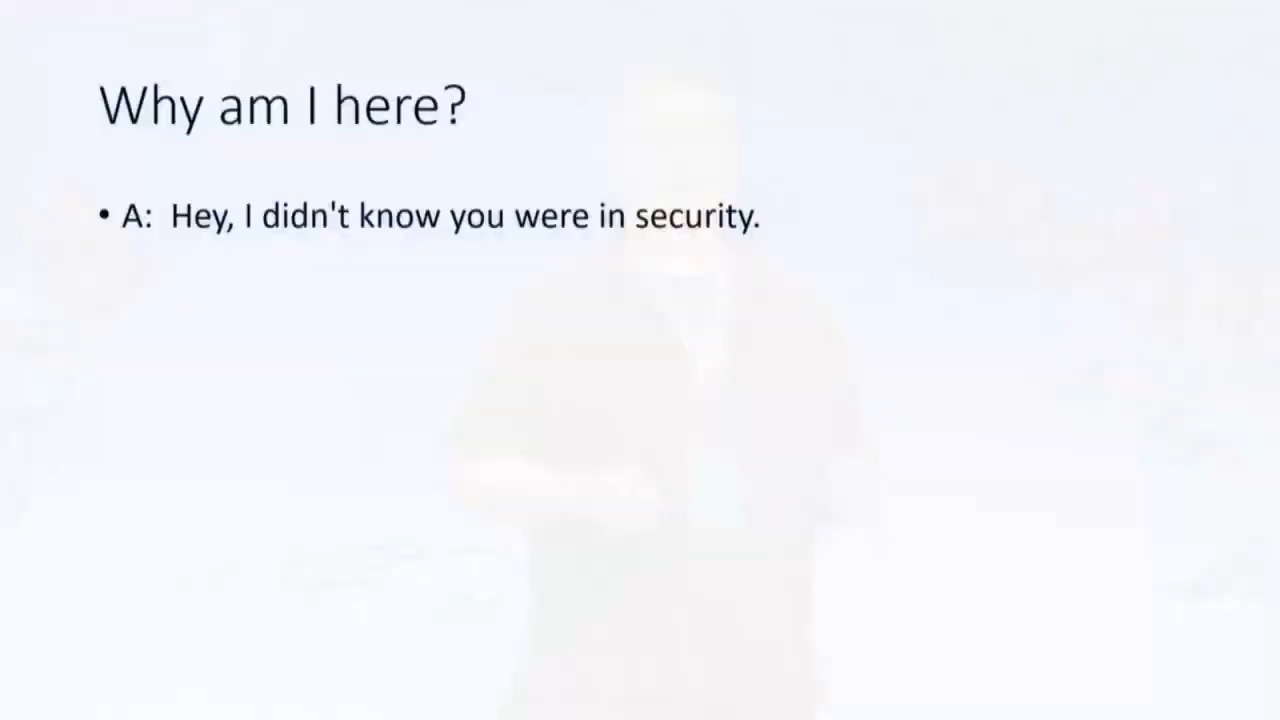 Why am I here?
• A:  Hey, I didn't know you were in security.